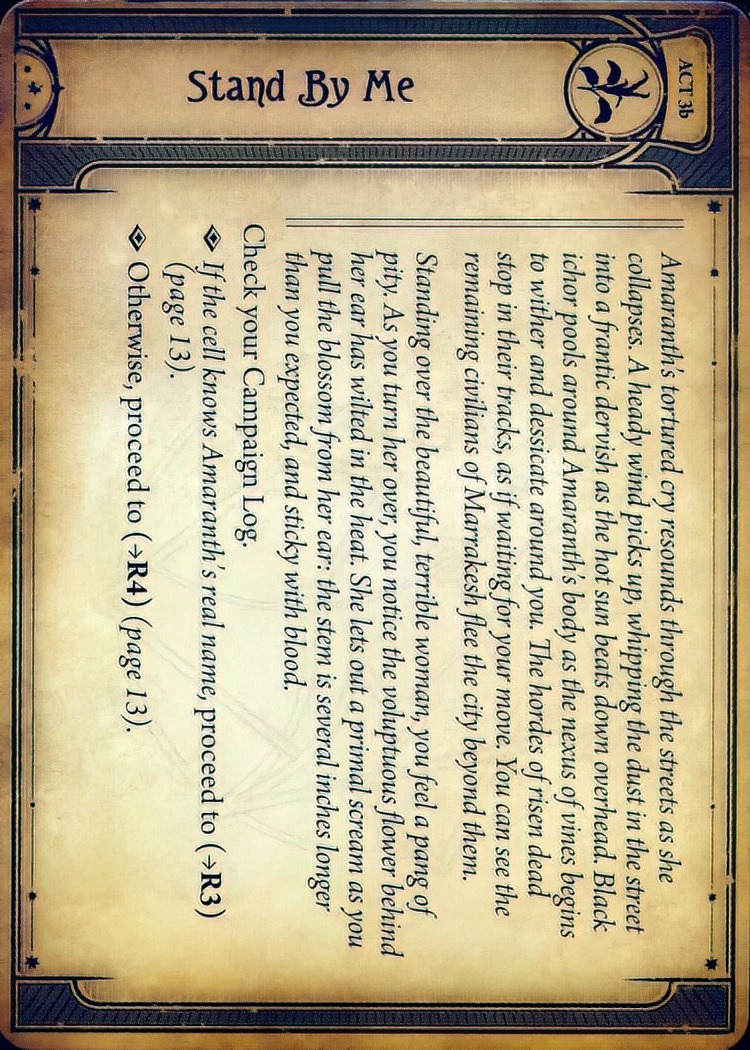 ACT 3b
Stand By Me
Amaranth's tortured cry resounds through the streets as she
collapses. A heady wind picks up, whipping the dust in the street
into a frantic dervish as the hot sun beats down overhead. Black
ichor pools around Amaranth's body as the nexus of vines begins
to wither and dessicate around you. The hordes of risen dead
stop in their tracks, as if waiting for your move. You can see the
remaining civilians of Marrakesh flee the city beyond them.
Standing over the beautiful, terrible woman, you feel a pang of
pity. As you turn her over, you notice the voluptuous flower behind
her ear has wilted in the heat. She lets out a primal scream as you
pull the blossom from her ear: the stem is several inches longer
than you expected, and sticky with blood.
Check your Campaign Log.
If the cell knows Amaranth's real name, proceed to (→R3)
(page 13).
Otherwise, proceed to (→R4) (page 13).